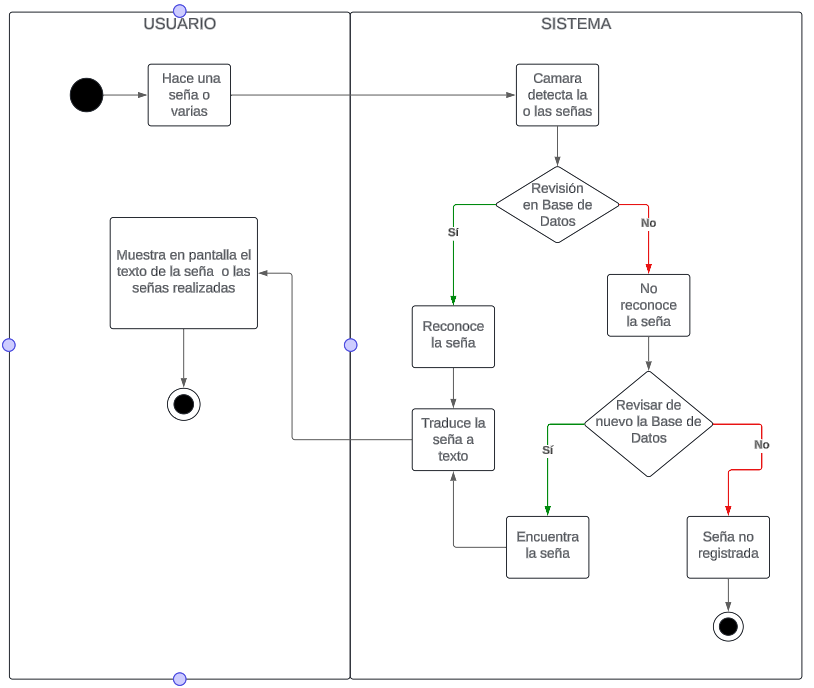 USUARIO
SISTEMA
Hace una
seña o
varias
Camara
detecta la
o las señas
Revisión
en Base de
Datos
Sí
No
Muestra en pantalla el
texto de la seña o las
señas realizadas
No
reconoce
la seña
Reconoce
la seña
Revisar de
nuevo la Base de
Datos
Traduce la
seña a
texto
Sí
No
Encuentra
la seña
Seña no
registrada